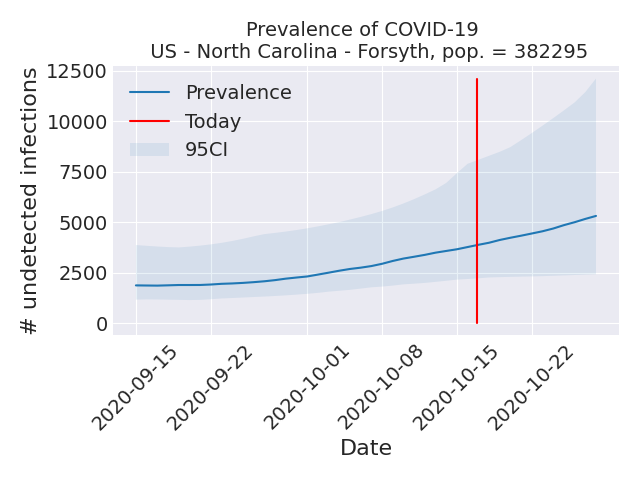 Prevalence of COVID-19
US - North Carolina - Forsyth, pop. = 382295
# undetected infections
12500
10000
7500
5000
2500
0
Prevalence
Today
95CI
2020-09-15
2020-09-22
2020-10-01
2020-10-08
2020-10-15
2020-10-22
Date